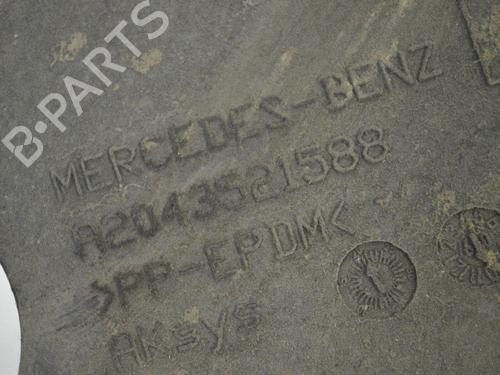 B·PARTS
MERCEDES-BENZ
A2043521588
>PP-EPDM<
AKsys